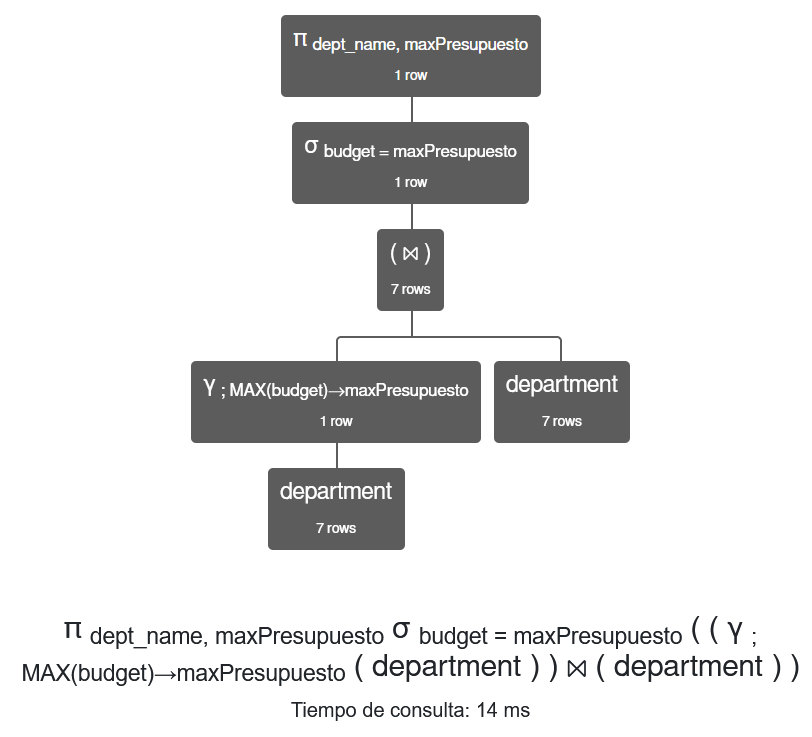 π dept_name, maxPresupuesto
1 row
σ budget = maxPresupuesto
1 row
( ⋈ )
7 rows
γ ; MAX(budget)→maxPresupuesto
1 row
department
7 rows
department
7 rows
π dept_name, maxPresupuesto σ budget = maxPresupuesto ( ( γ ;
MAX(budget)→maxPresupuesto ( department ) ) ⋈ ( department ) )
Tiempo de consulta: 14 ms